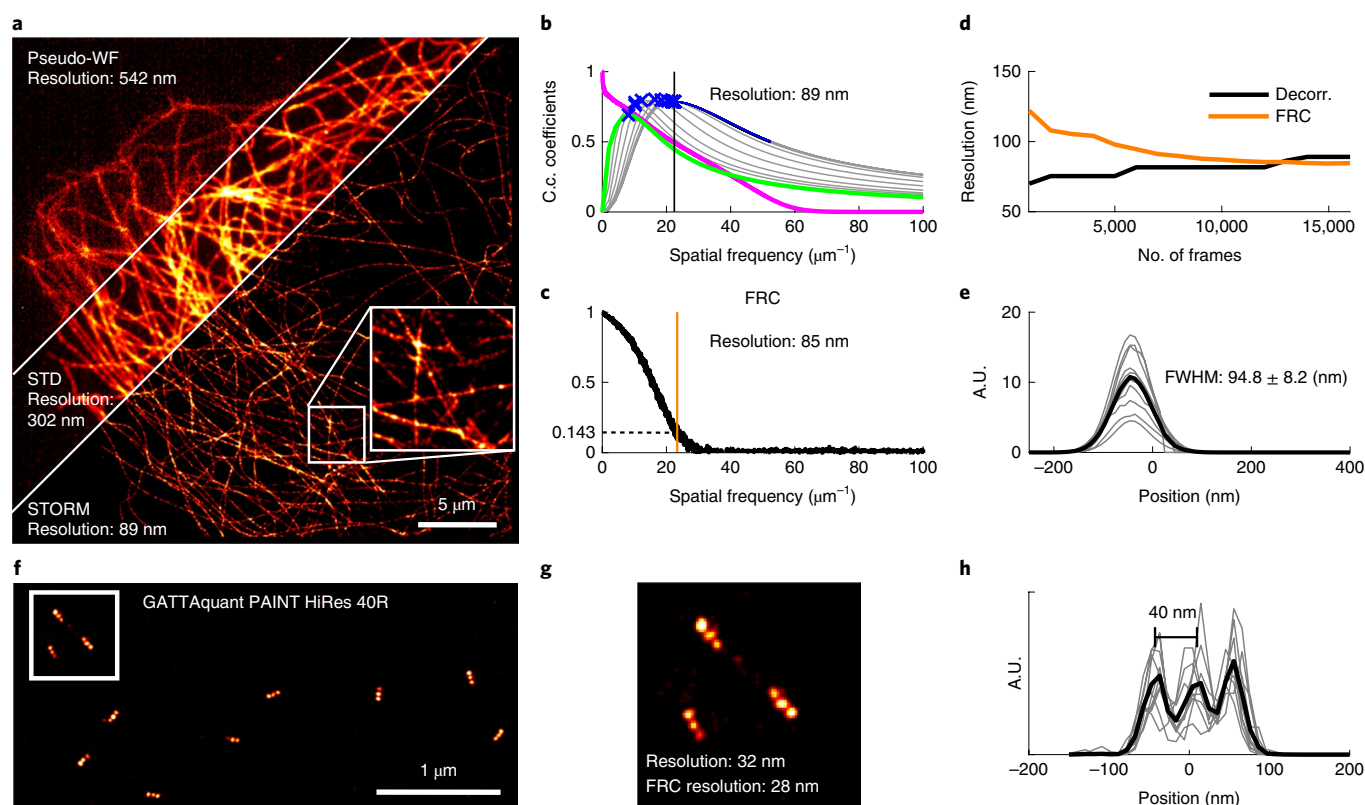 a
Pseudo-WF
Resolution: 542 nm
STD
Resolution:
302 nm
STORM
Resolution: 89 nm
5 μm
b
1
0.5
0
C.c. coefficients
Resolution: 89 nm
0 20 40 60 80 100
Spatial frequency (μm⁻¹)
c
FRC
1
0.5
0.143
0
Resolution: 85 nm
0 20 40 60 80 100
Spatial frequency (μm⁻¹)
d
150
100
50
Resolution (nm)
Decorr.
FRC
5,000 10,000 15,000
No. of frames
e
20
10
0
A.U.
FWHM: 94.8 ± 8.2 (nm)
−200 0 200 400
Position (nm)
f
GATTAquant PAINT HiRes 40R
1 μm
g
Resolution: 32 nm
FRC resolution: 28 nm
h
A.U.
40 nm
−200 −100 0 100 200
Position (nm)